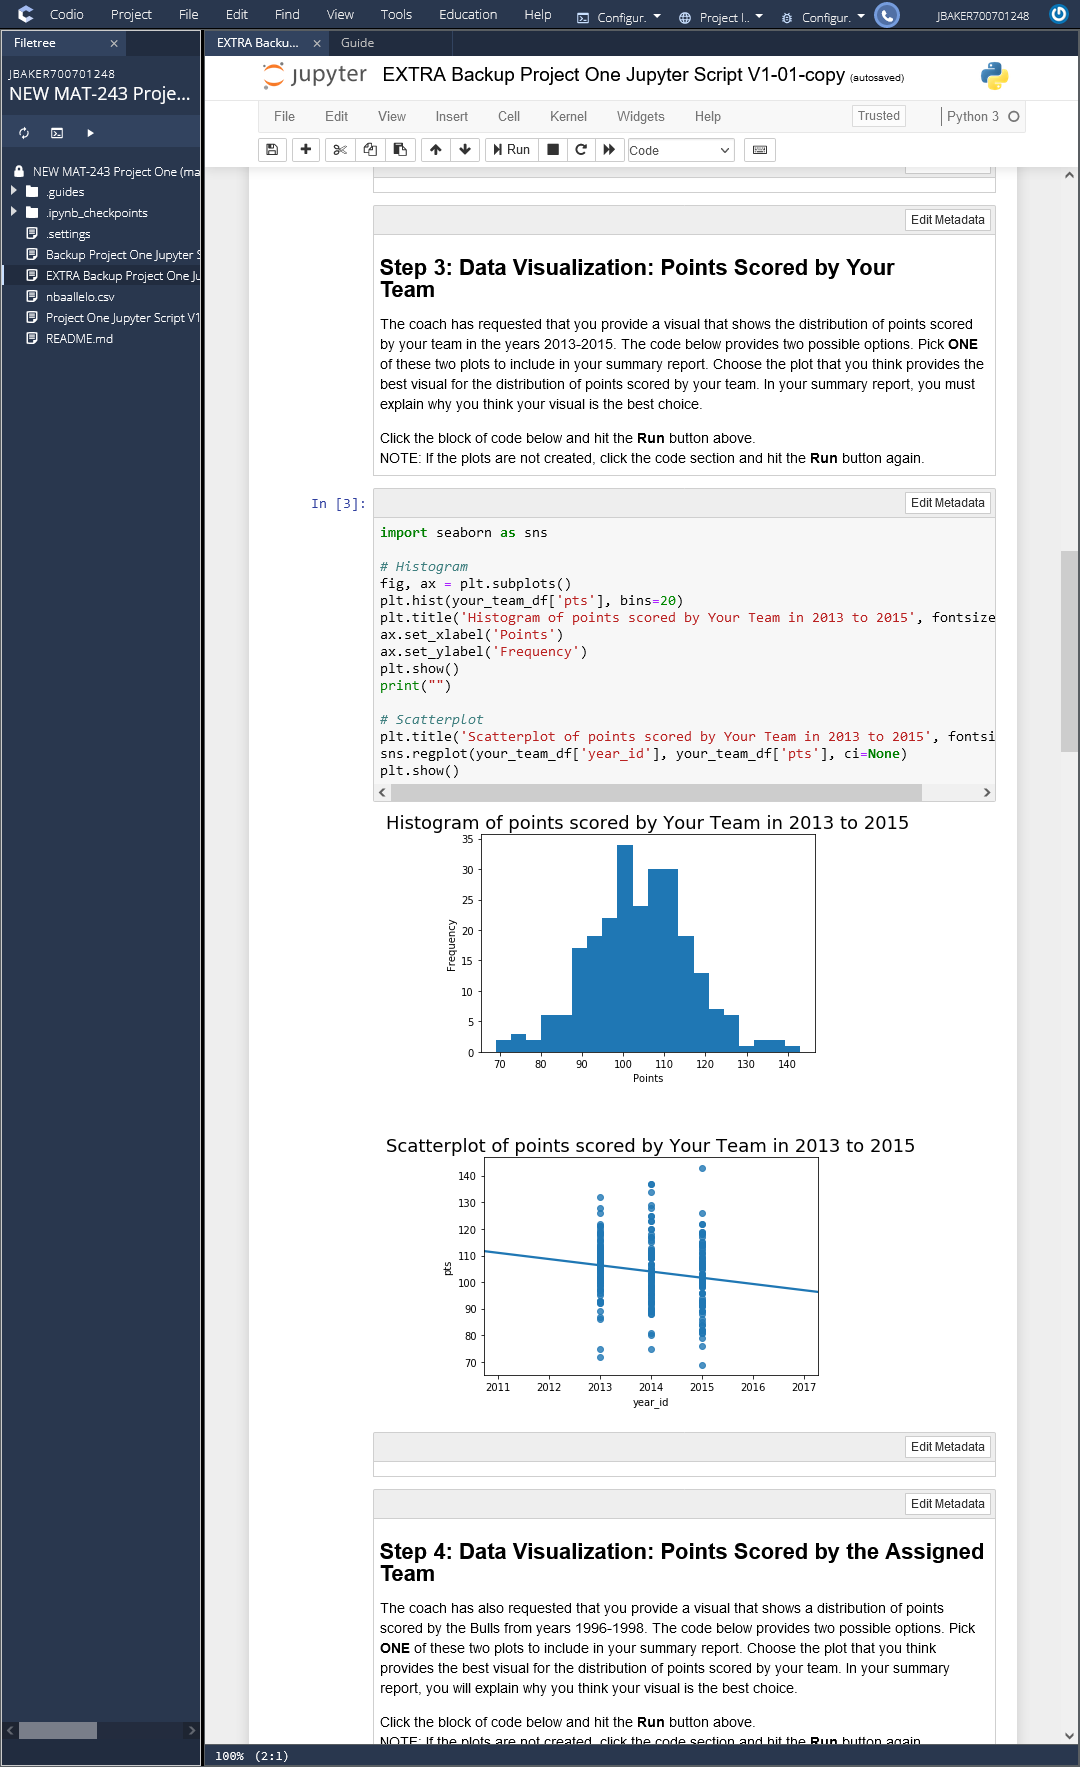 Codio Project File Edit Find View Tools Education Help Configur. Project I.. Configur. JBAKER700701248
Filetree
EXTRA Backu... Guide
JBAKER700701248
NEW MAT-243 Proje...
NEW MAT-243 Project One (ma
.guides
.ipynb_checkpoints
.settings
Backup Project One Jupyter S
EXTRA Backup Project One Ju
nbaallelo.csv
Project One Jupyter Script V1
README.md
jupyter EXTRA Backup Project One Jupyter Script V1-01-copy (autosaved)
File Edit View Insert Cell Kernel Widgets Help Trusted Python 3
Run Code
Edit Metadata
Step 3: Data Visualization: Points Scored by Your
Team
The coach has requested that you provide a visual that shows the distribution of points scored
by your team in the years 2013-2015. The code below provides two possible options. Pick ONE
of these two plots to include in your summary report. Choose the plot that you think provides the
best visual for the distribution of points scored by your team. In your summary report, you must
explain why you think your visual is the best choice.
Click the block of code below and hit the Run button above.
NOTE: If the plots are not created, click the code section and hit the Run button again.
In [3]:
Edit Metadata
import seaborn as sns
# Histogram
fig, ax = plt.subplots()
plt.hist(your_team_df['pts'], bins=20)
plt.title('Histogram of points scored by Your Team in 2013 to 2015', fontsize
ax.set_xlabel('Points')
ax.set_ylabel('Frequency')
plt.show()
print("")
# Scatterplot
plt.title('Scatterplot of points scored by Your Team in 2013 to 2015', fontsi
sns.regplot(your_team_df['year_id'], your_team_df['pts'], ci=None)
plt.show()
Histogram of points scored by Your Team in 2013 to 2015
35
30
25
20
15
10
5
0
Frequency
70 80 90 100 110 120 130 140
Points
Scatterplot of points scored by Your Team in 2013 to 2015
140
130
120
110
100
90
80
70
pts
2011 2012 2013 2014 2015 2016 2017
year_id
Edit Metadata
Edit Metadata
Step 4: Data Visualization: Points Scored by the Assigned
Team
The coach has also requested that you provide a visual that shows a distribution of points
scored by the Bulls from years 1996-1998. The code below provides two possible options. Pick
ONE of these two plots to include in your summary report. Choose the plot that you think
provides the best visual for the distribution of points scored by your team. In your summary
report, you will explain why you think your visual is the best choice.
Click the block of code below and hit the Run button above.
NOTE: If the plots are not created, click the code section and hit the Run button again.
100% (2:1)